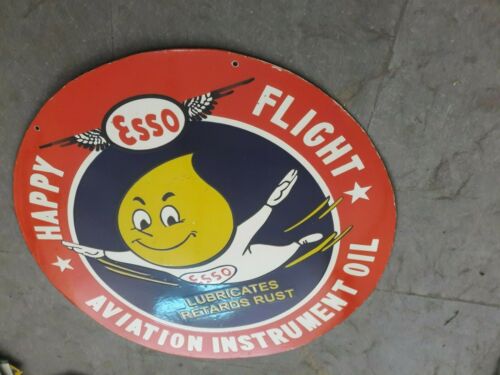 HAPPY FLIGHT
Esso
ESSO
LUBRICATES
RETARDS RUST
AVIATION INSTRUMENT OIL